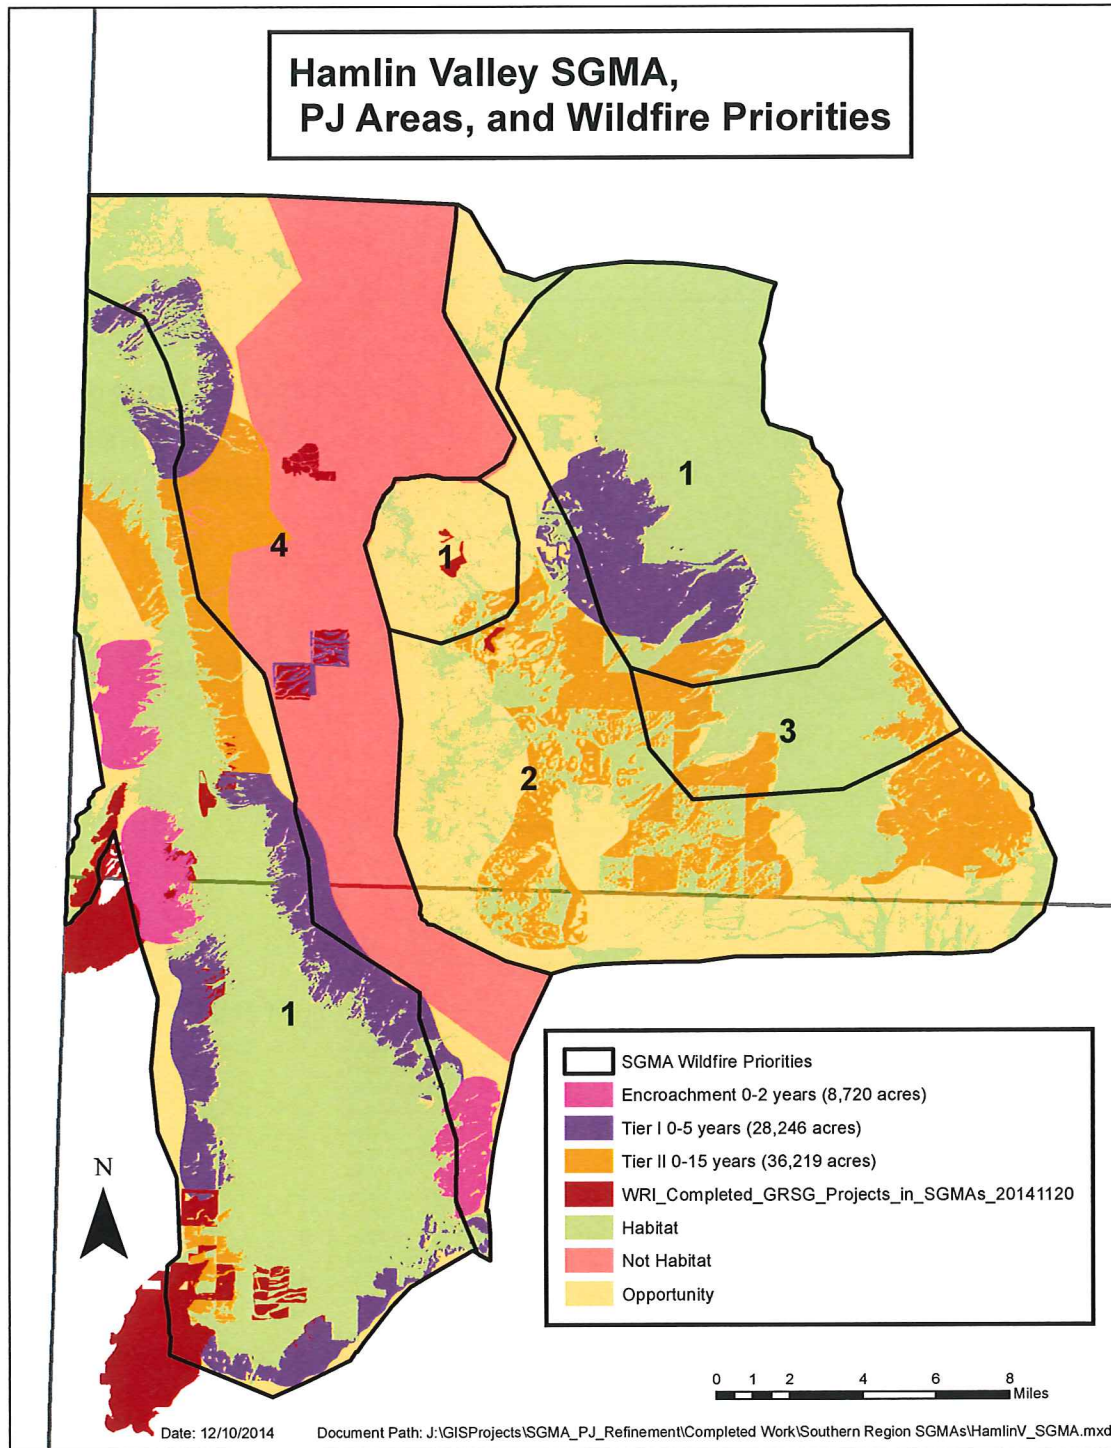 Hamlin Valley SGMA,
PJ Areas, and Wildfire Priorities
1
4
1
3
2
1
SGMA Wildfire Priorities
Encroachment 0-2 years (8,720 acres)
Tier I 0-5 years (28,246 acres)
Tier II 0-15 years (36,219 acres)
WRI_Completed_GRSG_Projects_in_SGMAs_20141120
Habitat
Not Habitat
Opportunity
N
0 1 2 4 6 8
Miles
Date: 12/10/2014 Document Path: J:\GISProjects\SGMA_PJ_Refinement\Completed Work\Southern Region SGMAs\HamlinV_SGMA.mxd